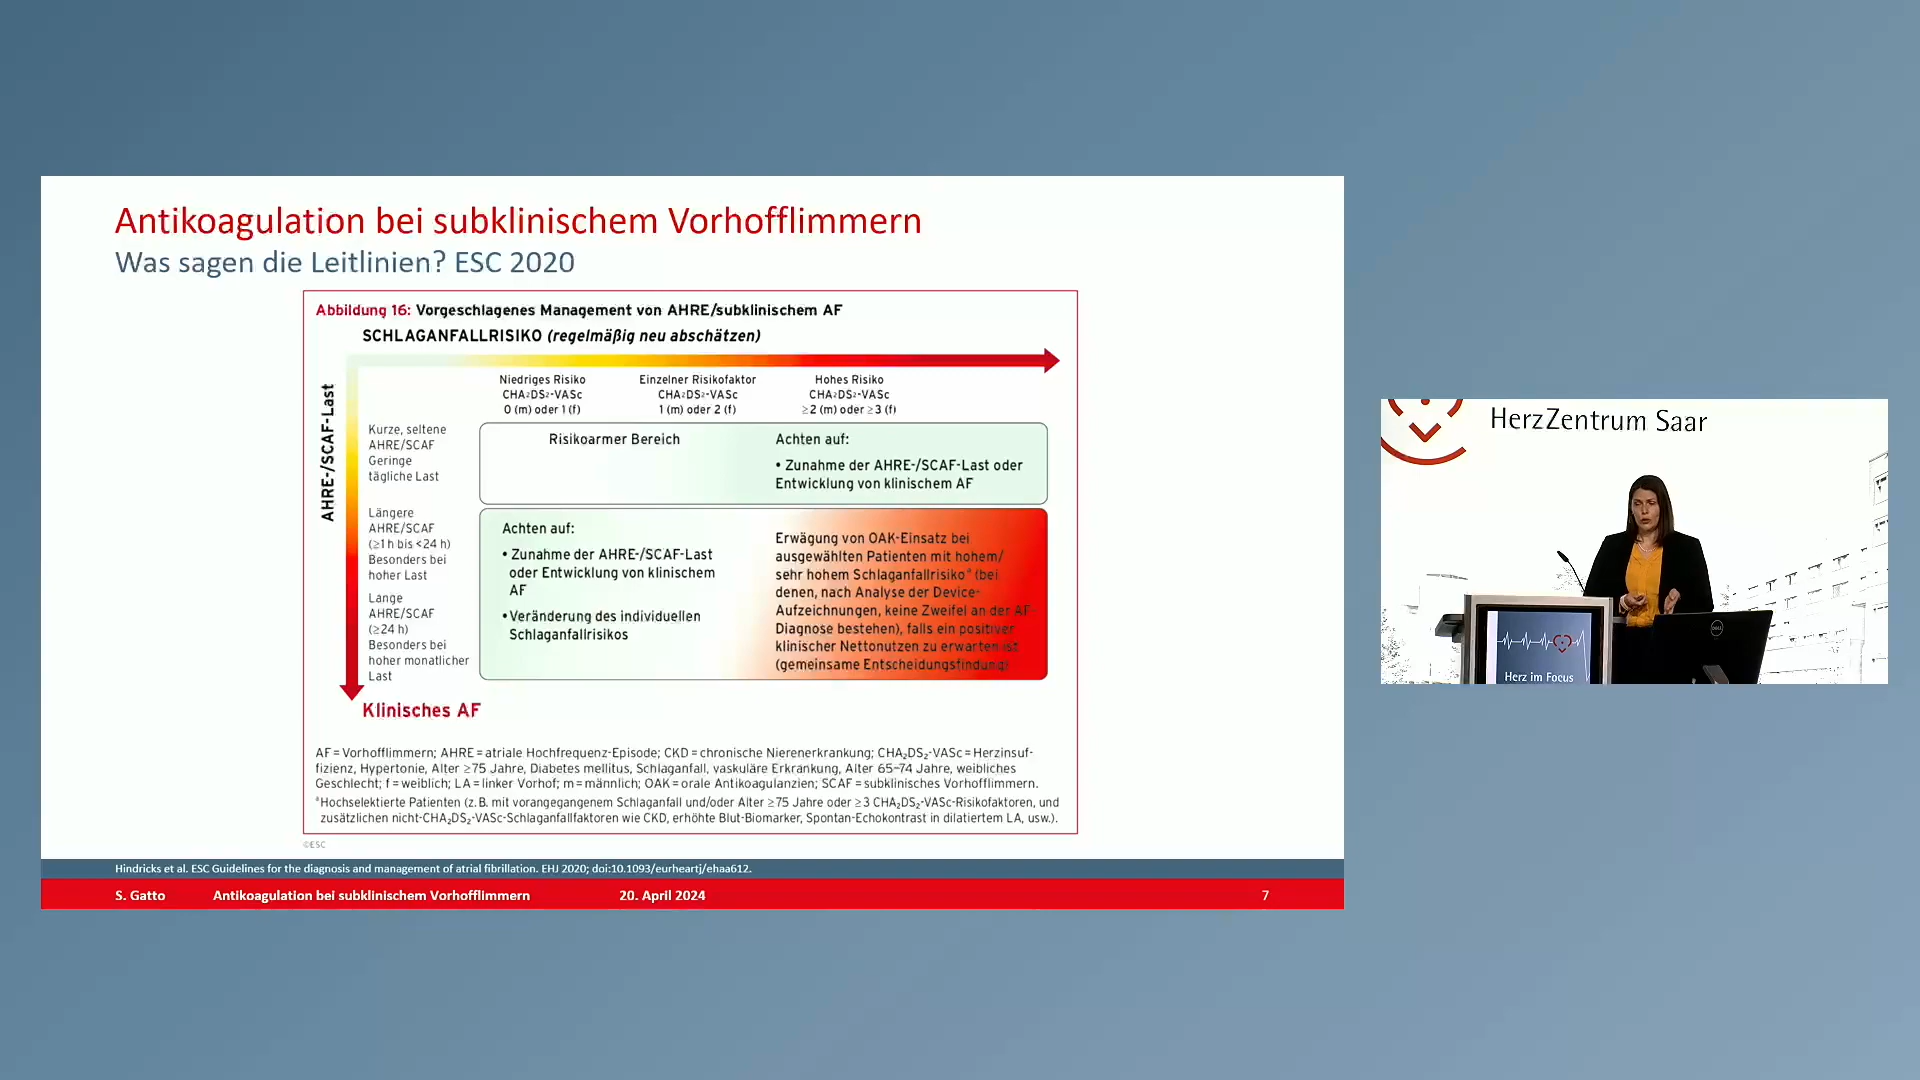 Antikoagulation bei subklinischem Vorhofflimmern
Was sagen die Leitlinien? ESC 2020
Abbildung 16: Vorgeschlagenes Management von AHRE/subklinischem AF
SCHLAGANFALLRISIKO (regelmäßig neu abschätzen)
AHRE-/SCAF-Last
Niedriges Risiko
CHA₂DS₂-VASc
0 (m) oder 1 (f)
Einzelner Risikofaktor
CHA₂DS₂-VASc
1 (m) oder 2 (f)
Hohes Risiko
CHA₂DS₂-VASc
≥2 (m) oder ≥3 (f)
Kurze, seltene
AHRE/SCAF
Geringe
tägliche Last
Risikoarmer Bereich
Achten auf:
• Zunahme der AHRE-/SCAF-Last oder
Entwicklung von klinischem AF
Längere
AHRE/SCAF
(≥1 h bis <24 h)
Besonders bei
hoher Last
Lange
AHRE/SCAF
(≥24 h)
Besonders bei
hoher monatlicher
Last
Achten auf:
• Zunahme der AHRE-/SCAF-Last
oder Entwicklung von klinischem
AF
• Veränderung des individuellen
Schlaganfallrisikos
Erwägung von OAK-Einsatz bei
ausgewählten Patienten mit hohem/
sehr hohem Schlaganfallrisikoª (bei
denen, nach Analyse der Device-
Aufzeichnungen, keine Zweifel an der AF-
Diagnose bestehen), falls ein positiver
klinischer Nettonutzen zu erwarten ist
(gemeinsame Entscheidungsfindung)
Klinisches AF
AF = Vorhofflimmern; AHRE = atriale Hochfrequenz-Episode; CKD = chronische Nierenerkrankung; CHA₂DS₂-VASc = Herzinsuf-
fizienz, Hypertonie, Alter ≥75 Jahre, Diabetes mellitus, Schlaganfall, vaskuläre Erkrankung, Alter 65–74 Jahre, weibliches
Geschlecht; f = weiblich; LA = linker Vorhof; m = männlich; OAK = orale Antikoagulanzien; SCAF = subklinisches Vorhofflimmern.
ªHochselektierte Patienten (z. B. mit vorangegangenem Schlaganfall und/oder Alter ≥75 Jahre oder ≥3 CHA₂DS₂-VASc-Risikofaktoren, und
zusätzlichen nicht-CHA₂DS₂-VASc-Schlaganfallfaktoren wie CKD, erhöhte Blut-Biomarker, Spontan-Echokontrast in dilatiertem LA, usw.).
©ESC
Hindricks et al. ESC Guidelines for the diagnosis and management of atrial fibrillation. EHJ 2020; doi:10.1093/eurheartj/ehaa612.
S. Gatto Antikoagulation bei subklinischem Vorhofflimmern 20. April 2024 7
HerzZentrum Saar
DELL
Herz im Focus